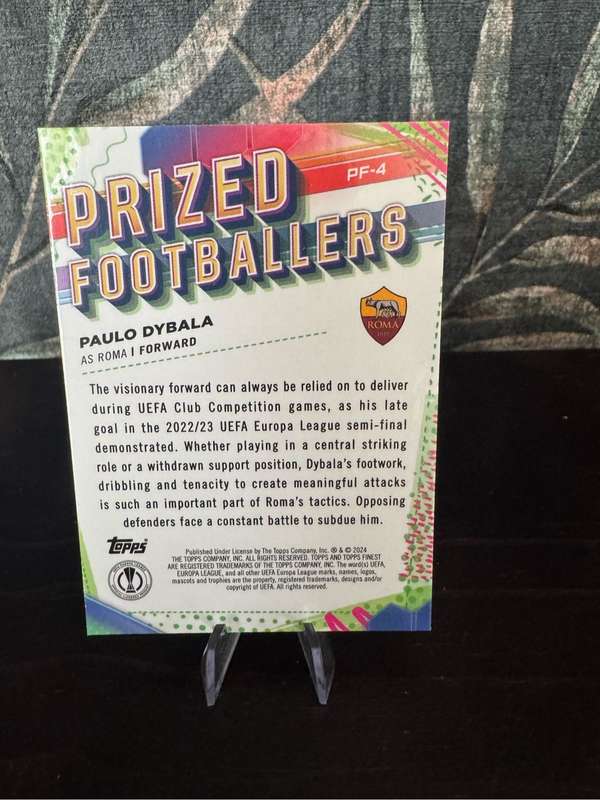 PF-4
PRIZED
FOOTBALLERS
PAULO DYBALA
AS ROMA | FORWARD
ROMA
1927
The visionary forward can always be relied on to deliver
during UEFA Club Competition games, as his late
goal in the 2022/23 UEFA Europa League semi-final
demonstrated. Whether playing in a central striking
role or a withdrawn support position, Dybala's footwork,
dribbling and tenacity to create meaningful attacks
is such an important part of Roma's tactics. Opposing
defenders face a constant battle to subdue him.
Topps
Published Under License by The Topps Company, Inc. ® & © 2024
THE TOPPS COMPANY, INC. ALL RIGHTS RESERVED. TOPPS AND TOPPS FINEST
ARE REGISTERED TRADEMARKS OF THE TOPPS COMPANY, INC. The word(s) UEFA,
EUROPA LEAGUE, and all other UEFA Europa League marks, names, logos,
mascots and trophies are the property, registered trademarks, designs and/or
copyright of UEFA. All rights reserved.